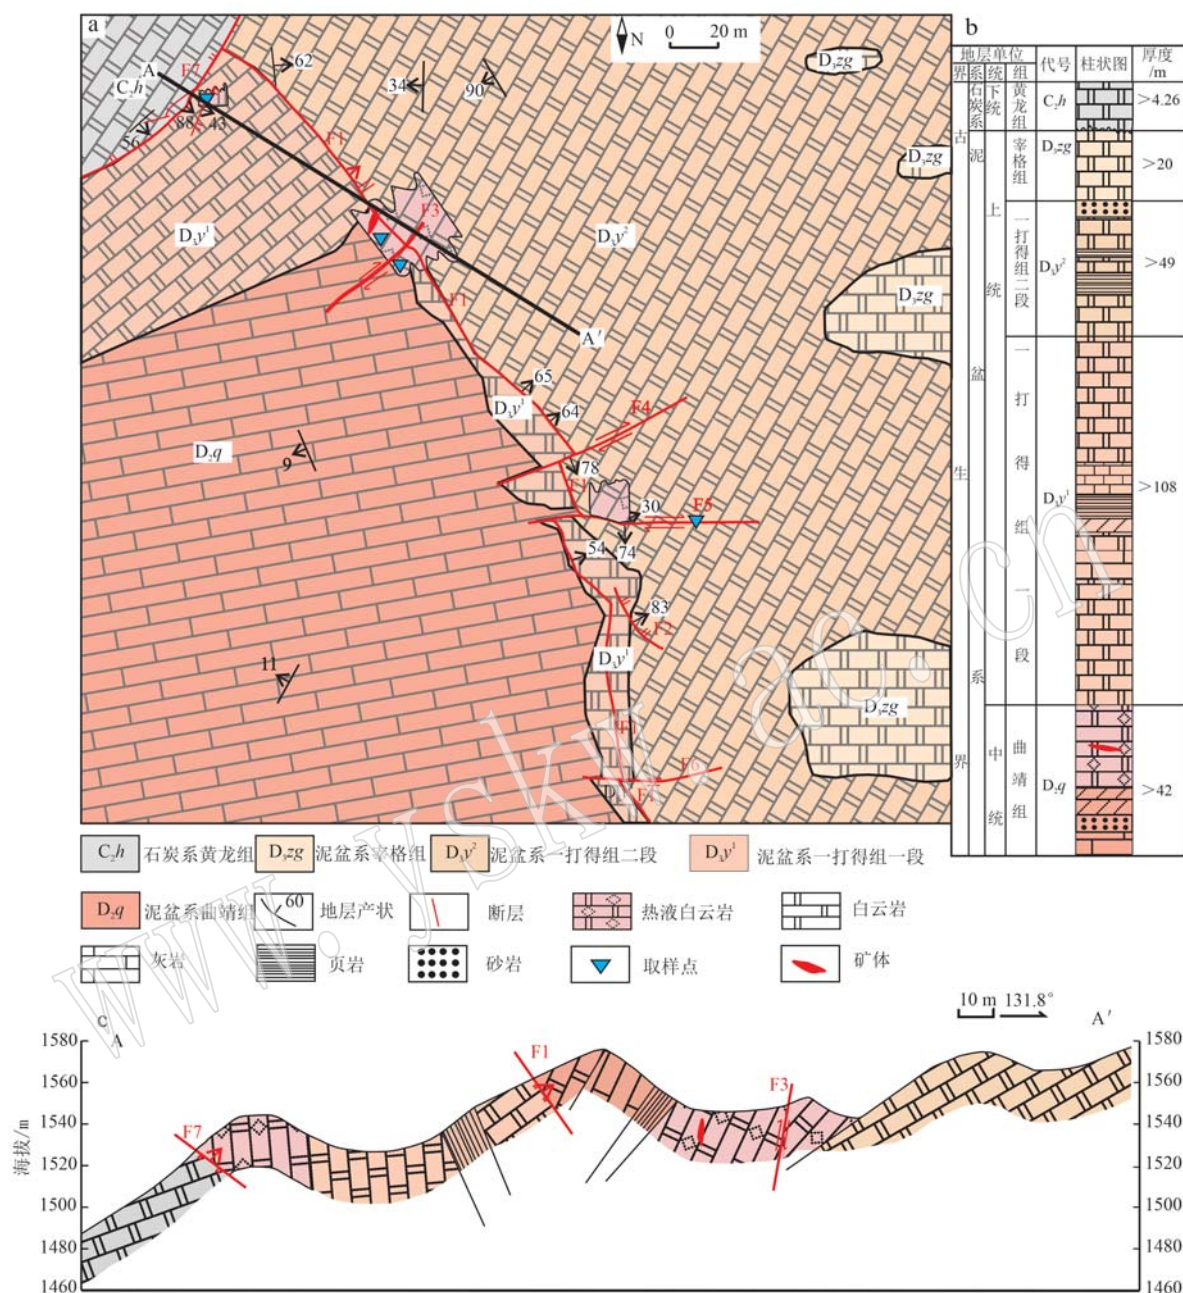 a
N
0 20 m
D₃zg
62
34
90
A
F7
C₂h
88
43
56
F1
D₃zg
F3
D₃y¹
D₃y²
D₃zg
F1
A′
65
D₃y¹
64
F4
D₂q
9
78
F1
30
F5
54
74
83
F2
11
D₃y¹
D₃zg
F1
F6
F1
b
地层单位 代号 柱状图 厚度/m
界 系 统 组
古生界
石炭系 下统 黄龙组 C₂h >4.26
泥盆系 上统 宰格组 D₃zg >20
一打得组二段 D₃y² >49
一打得组一段 D₃y¹ >108
中统 曲靖组 D₂q >42
C₂h 石炭系黄龙组 D₃zg 泥盆系宰格组 D₃y² 泥盆系一打得组二段 D₃y¹ 泥盆系一打得组一段
D₂q 泥盆系曲靖组 60 地层产状 断层 热液白云岩 白云岩
灰岩 页岩 砂岩 取样点 矿体
www.yskw.ac.cn
c
A
10 m 131.8°
A′
海拔/m
1580 1580
1560 1560
1540 1540
1520 1520
1500 1500
1480 1480
1460 1460
F7
F1
F3